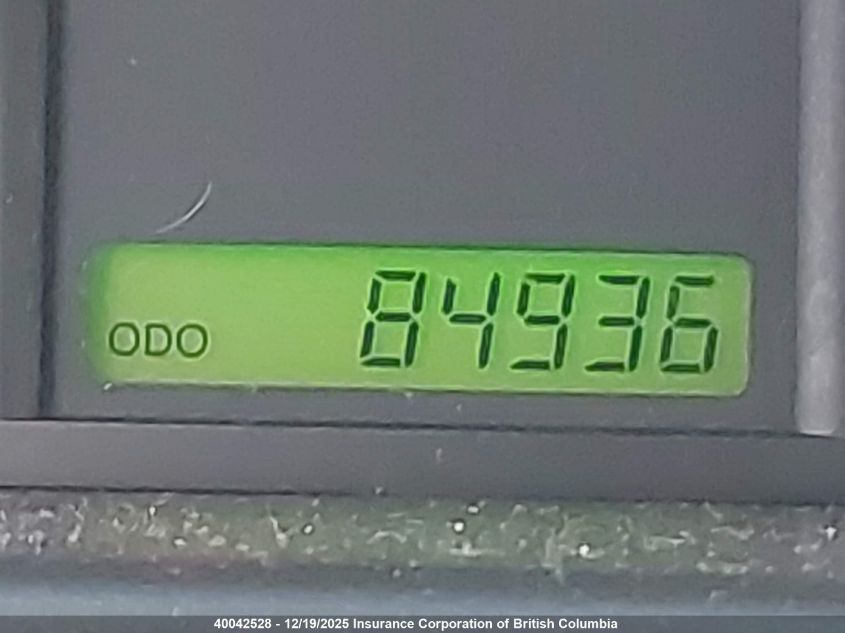 ODO 84936
40042528 - 12/19/2025 Insurance Corporation of British Columbia